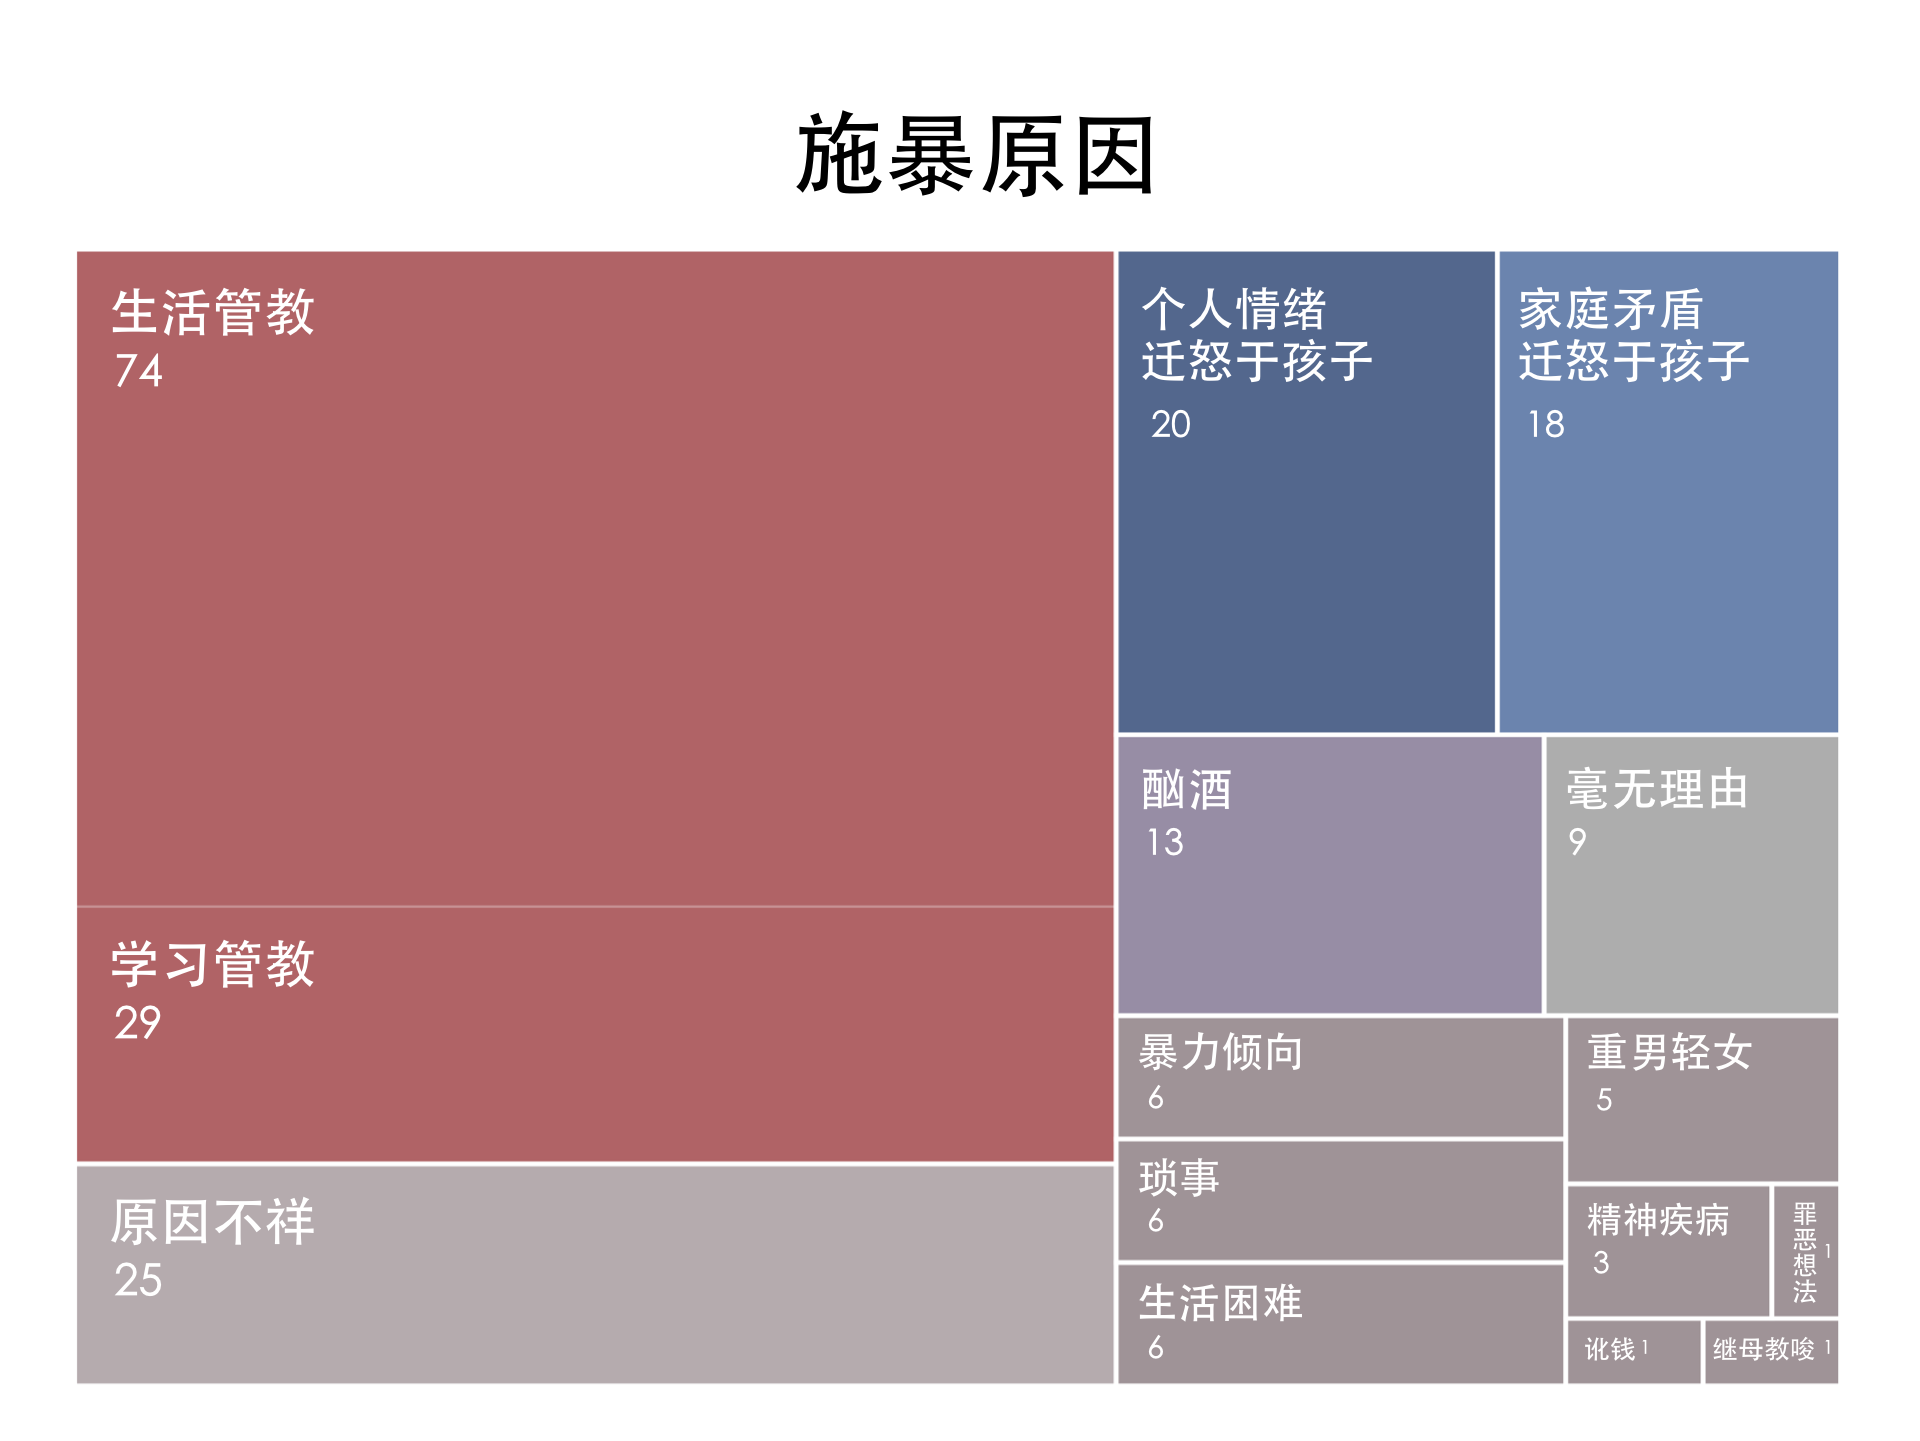 施暴原因
生活管教
74
学习管教
29
原因不祥
25
个人情绪
迁怒于孩子
20
家庭矛盾
迁怒于孩子
18
酗酒
13
毫无理由
9
暴力倾向
6
琐事
6
生活困难
6
重男轻女
5
精神疾病
3
罪恶想法 1
讹钱 1
继母教唆 1